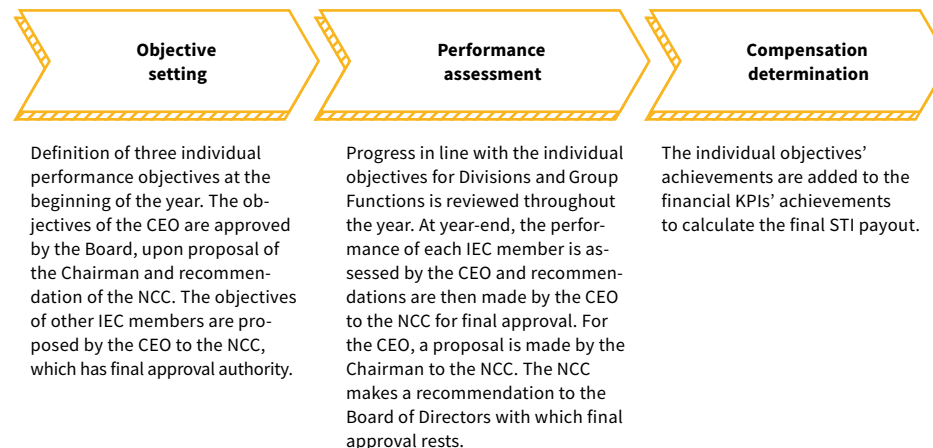 Objective
setting
Definition of three individual
performance objectives at the
beginning of the year. The ob-
jectives of the CEO are approved
by the Board, upon proposal of
the Chairman and recommen-
dation of the NCC. The objectives
of other IEC members are pro-
posed by the CEO to the NCC,
which has final approval authority.
Performance
assessment
Progress in line with the individual
objectives for Divisions and Group
Functions is reviewed throughout
the year. At year-end, the perfor-
mance of each IEC member is as-
sessed by the CEO and recommen-
dations are then made by the CEO
to the NCC for final approval. For
the CEO, a proposal is made by the
Chairman to the NCC. The NCC
makes a recommendation to the
Board of Directors with which final
approval rests.
Compensation
determination
The individual objectives’
achievements are added to the
financial KPIs’ achievements
to calculate the final STI payout.